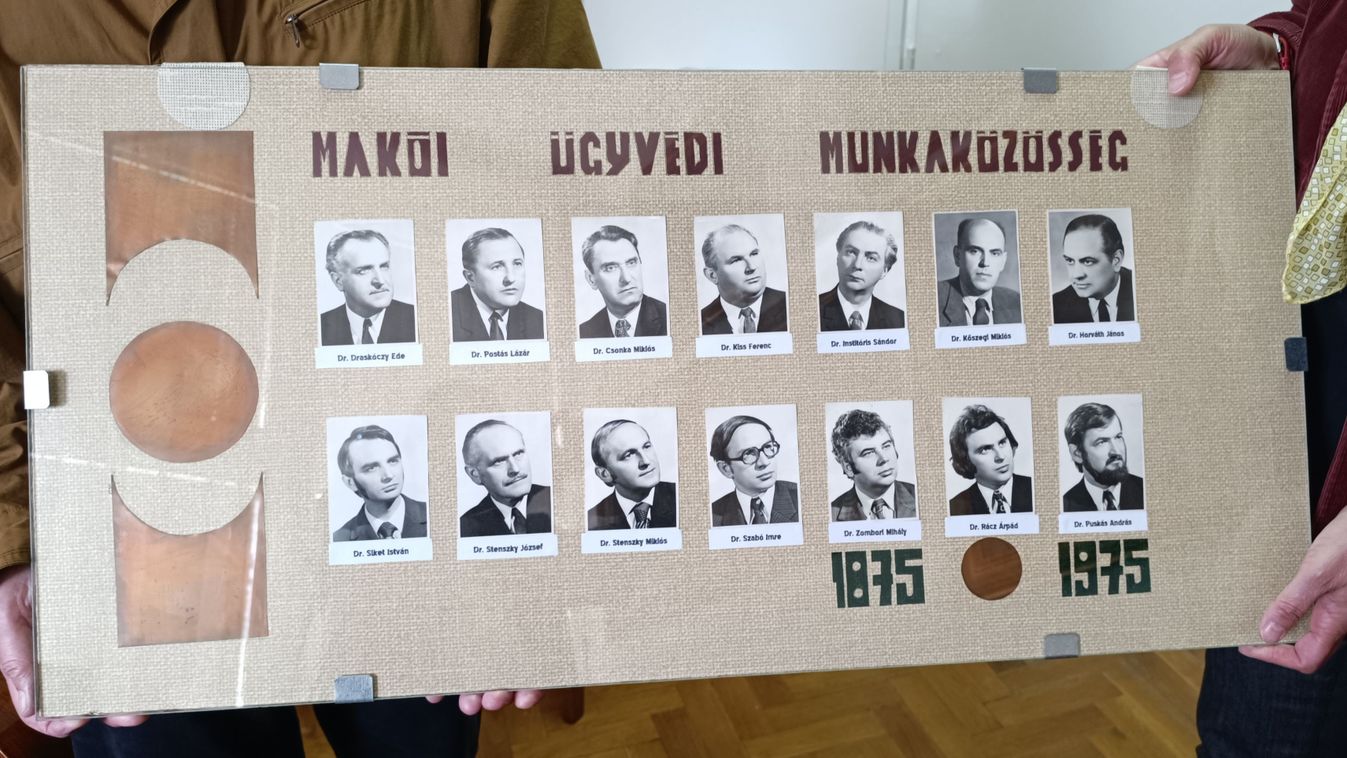 MAKÓI ÜGYVÉDI MUNKAKÖZÖSSÉG
Dr. Draskóczy Ede
Dr. Postás Lázár
Dr. Csonka Miklós
Dr. Kiss Ferenc
Dr. Institóris Sándor
Dr. Kőszegi Miklós
Dr. Horváth János
Dr. Siket István
Dr. Stenszky József
Dr. Stenszky Miklós
Dr. Szabó Imre
Dr. Zombori Mihály
Dr. Rácz Árpád
Dr. Puskás András
1875 1975